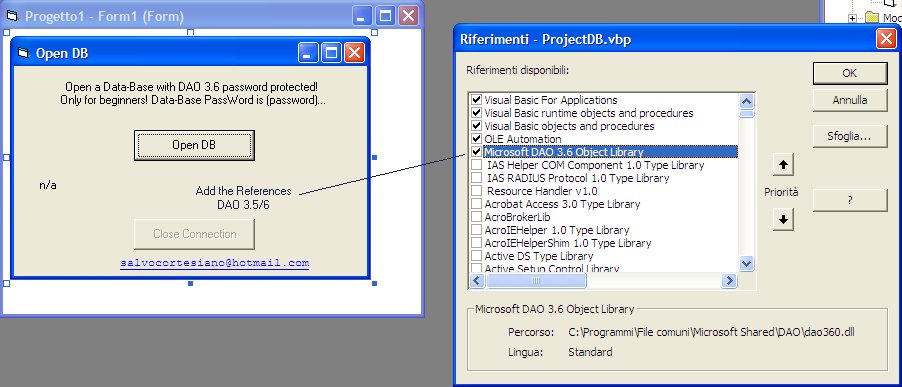 Progetto1 - Form1 (Form)
Open DB
Open a Data-Base with DAO 3.6 password protected!
Only for beginners! Data-Base PassWord is (password)...
Open DB
n/a
Add the References
DAO 3.5/6
Close Connection
salvocortesiano@hotmail.com
Riferimenti - ProjectDB.vbp
Riferimenti disponibili:
Visual Basic For Applications
Visual Basic runtime objects and procedures
Visual Basic objects and procedures
OLE Automation
Microsoft DAO 3.6 Object Library
IAS Helper COM Component 1.0 Type Library
IAS RADIUS Protocol 1.0 Type Library
Resource Handler v1.0
Acrobat Access 3.0 Type Library
AcroBrokerLib
AcroIEHelper 1.0 Type Library
AcroIEHelperShim 1.0 Type Library
Active DS Type Library
Active Setup Control Library
OK
Annulla
Sfoglia...
Priorità
?
Microsoft DAO 3.6 Object Library
Percorso: C:\Programmi\File comuni\Microsoft Shared\DAO\dao360.dll
Lingua: Standard